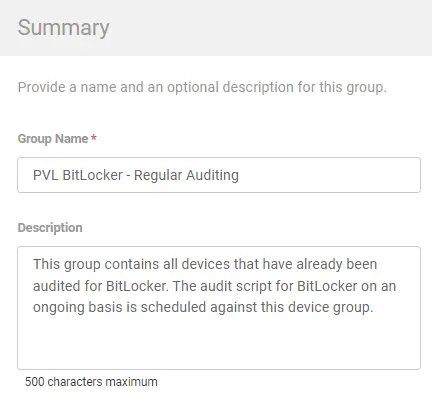 Summary
Provide a name and an optional description for this group.
Group Name *
PVL BitLocker - Regular Auditing
Description
This group contains all devices that have already been
audited for BitLocker. The audit script for BitLocker on an
ongoing basis is scheduled against this device group.
500 characters maximum